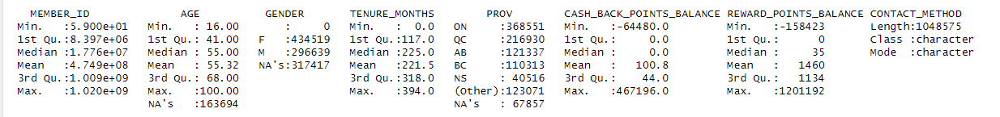 MEMBER_ID AGE GENDER TENURE_MONTHS PROV CASH_BACK_POINTS_BALANCE REWARD_POINTS_BALANCE CONTACT_METHOD
Min. :5.900e+01 Min. : 16.00 : 0 Min. : 0.0 ON :368551 Min. :-64480.0 Min. :-158423 Length:1048575
1st Qu.:8.397e+06 1st Qu.: 41.00 F :434519 1st Qu.:117.0 QC :216930 1st Qu.: 0.0 1st Qu.: 0 Class :character
Median :1.776e+07 Median : 55.00 M :296639 Median :225.0 AB :121337 Median : 0.0 Median : 35 Mode :character
Mean :4.749e+08 Mean : 55.32 NA's:317417 Mean :221.5 BC :110313 Mean : 100.8 Mean : 1460
3rd Qu.:1.009e+09 3rd Qu.: 68.00 3rd Qu.:318.0 NS : 40516 3rd Qu.: 44.0 3rd Qu.: 1134
Max. :1.020e+09 Max. :100.00 Max. :394.0 (Other):123071 Max. :467196.0 Max. :1201192
NA's :163694 NA's : 67857